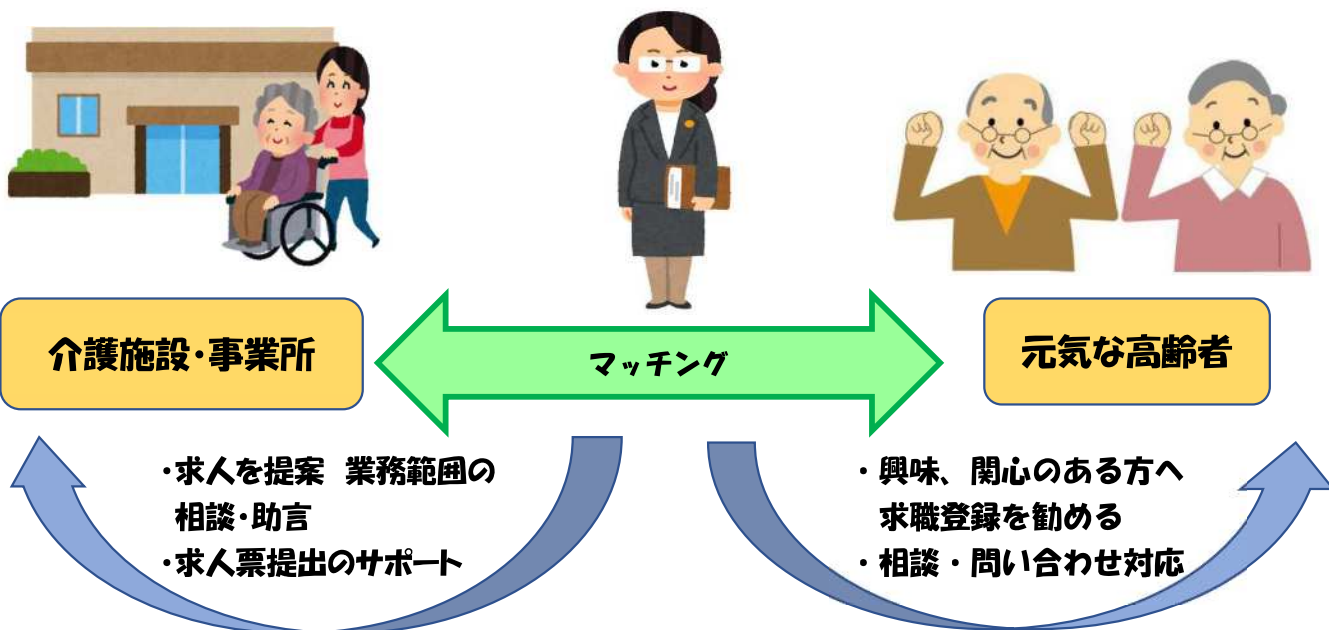 介護施設・事業所
マッチング
元気な高齢者
・求人を提案 業務範囲の
相談・助言
・求人票提出のサポート
・興味、関心のある方へ
求職登録を勧める
・相談・問い合わせ対応